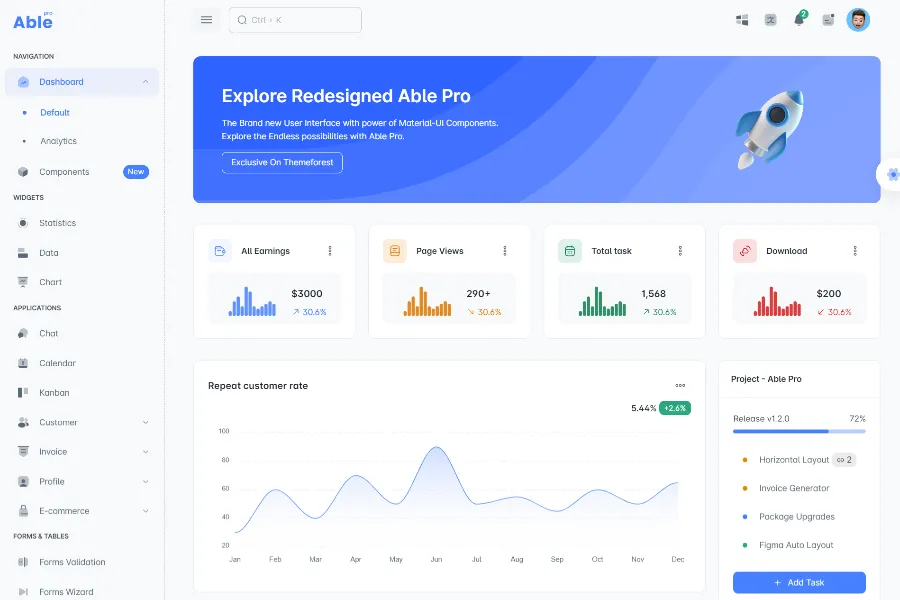 Able pro
Ctrl + K
2
NAVIGATION
Dashboard
Default
Analytics
Components New
WIDGETS
Statistics
Data
Chart
APPLICATIONS
Chat
Calendar
Kanban
Customer
Invoice
Profile
E-commerce
FORMS & TABLES
Forms Validation
Forms Wizard
Explore Redesigned Able Pro
The Brand new User Interface with power of Material-UI Components.
Explore the Endless possibilities with Able Pro.
Exclusive On Themeforest
All Earnings
$3000
30.6%
Page Views
290+
30.6%
Total task
1,568
30.6%
Download
$200
30.6%
Repeat customer rate
5.44% +2.6%
100
80
60
40
20
Jan Feb Mar Apr May Jun Jul Aug Sep Oct Nov Dec
Project - Able Pro
Release v1.2.0 72%
Horizontal Layout 2
Invoice Generator
Package Upgrades
Figma Auto Layout
+ Add Task